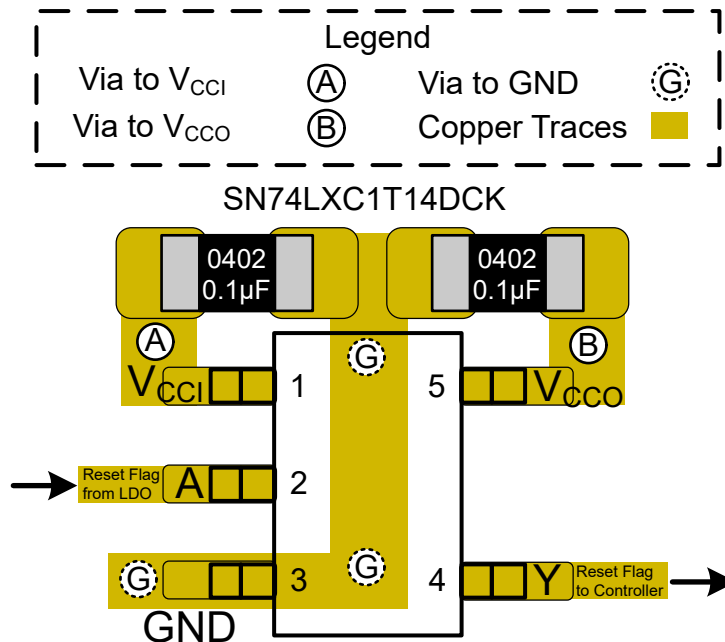 Legend
Via to VCCI A Via to GND G
Via to VCCO B Copper Traces
SN74LXC1T14DCK
0402
0.1µF
0402
0.1µF
A
G
B
VCCI
1
5
VCCO
Reset Flag
from LDO
A
2
G
3
G
4
Y
Reset Flag
to Controller
GND